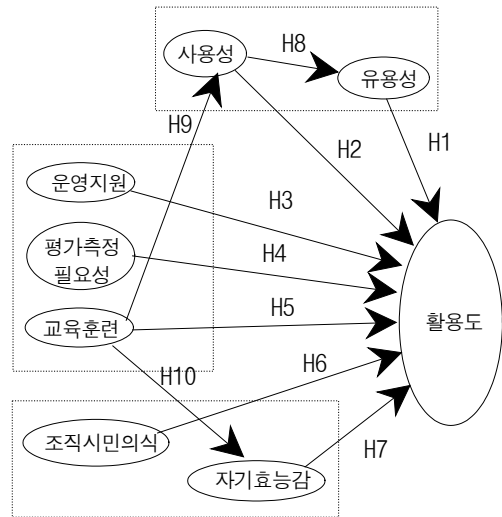 사용성
H8
유용성
H9
H2
H1
운영지원
H3
평가측정
필요성
H4
교육훈련
H5
활용도
H10
H6
조직시민의식
H7
자기효능감